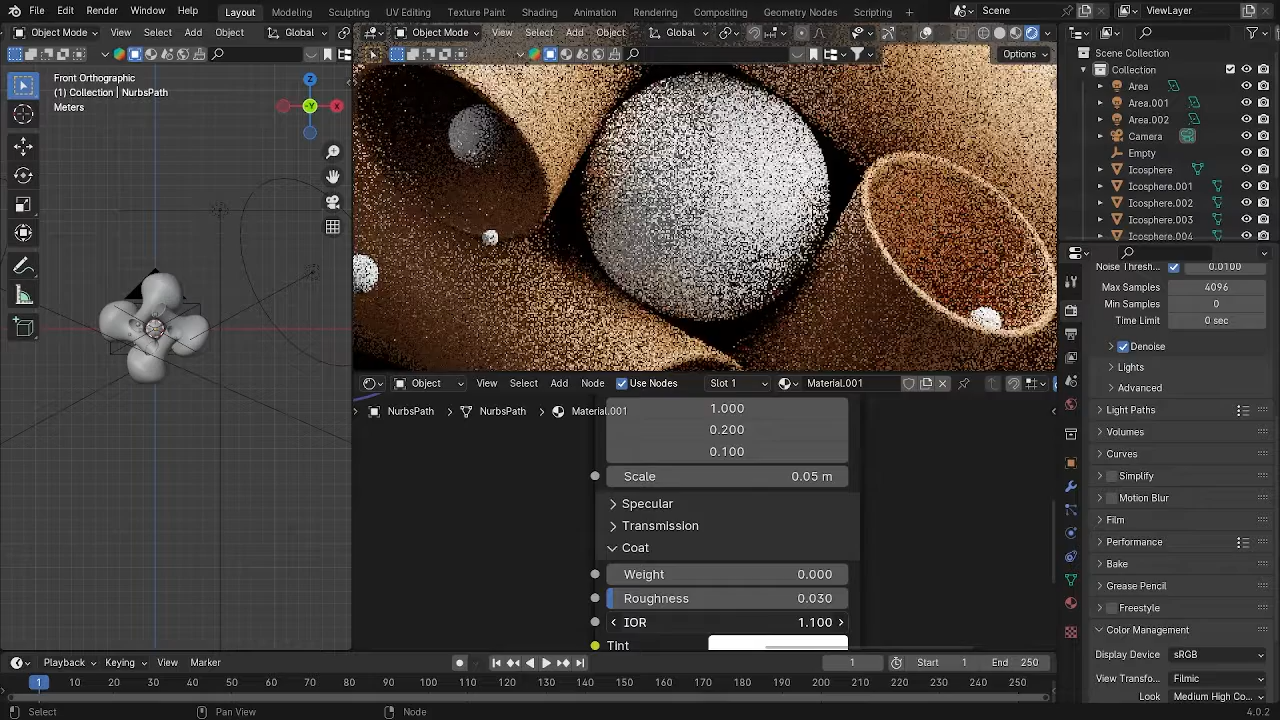 File Edit Render Window Help Layout Modeling Sculpting UV Editing Texture Paint Shading Animation Rendering Compositing Geometry Nodes Scripting Scene ViewLayer
Object Mode View Select Add Object Global
Object Mode View Select Add Object Global
Options
Front Orthographic
(1) Collection | NurbsPath
Meters
Z
Y
X
Scene Collection
Collection
Area
Area.001
Area.002
Camera
Empty
Icosphere
Icosphere.001
Icosphere.002
Icosphere.003
Icosphere.004
Noise Thresh... 0.0100
Max Samples 4096
Min Samples 0
Time Limit 0 sec
Denoise
Lights
Advanced
Light Paths
Volumes
Curves
Simplify
Motion Blur
Film
Performance
Bake
Grease Pencil
Freestyle
Color Management
Display Device sRGB
View Transfo... Filmic
Look Medium High Co...
Object View Select Add Node Use Nodes Slot 1 Material.001
NurbsPath NurbsPath Material.001
1.000
0.200
0.100
Scale 0.05 m
Specular
Transmission
Coat
Weight 0.000
Roughness 0.030
IOR 1.100
Tint
Playback Keying View Marker 1 Start 1 End 250
1 10 20 30 40 50 60 70 80 90 100 110 120 130 140 150 160 170 180 190 200 210 220 230 240 250
Select Pan View Node 4.0.2